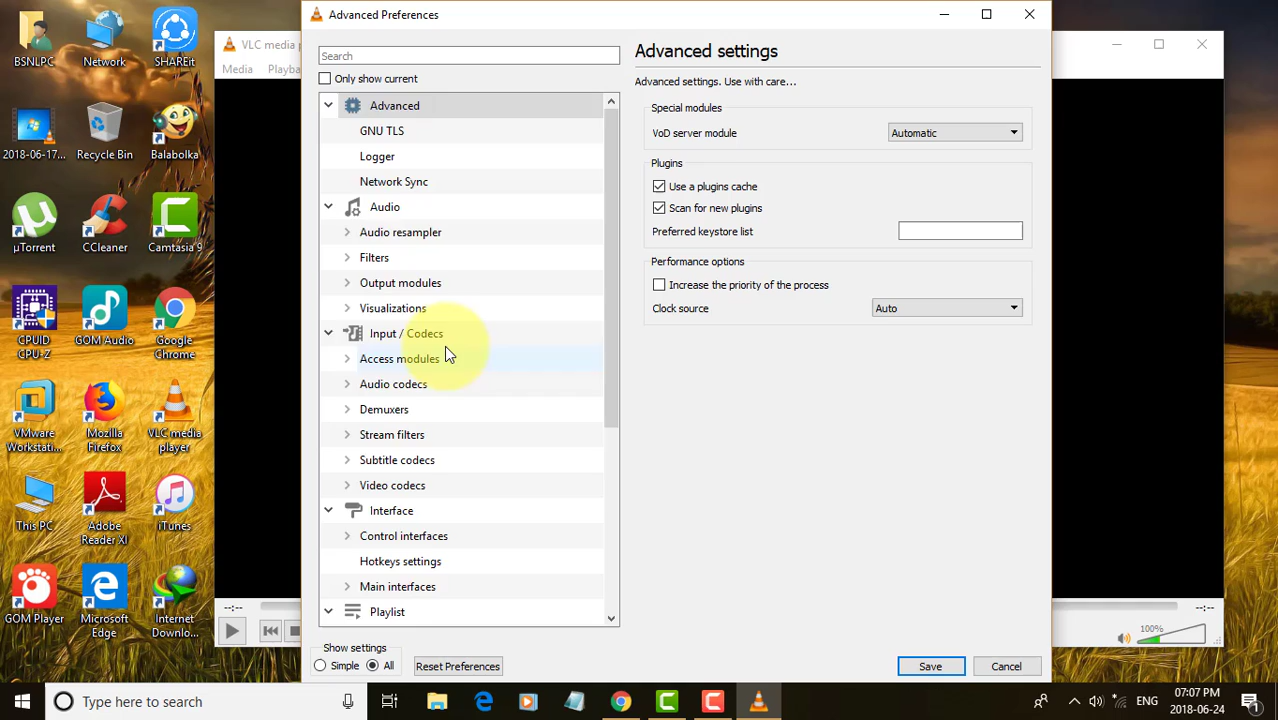 Advanced Preferences
Search
Only show current
Advanced
GNU TLS
Logger
Network Sync
Audio
Audio resampler
Filters
Output modules
Visualizations
Input / Codecs
Access modules
Audio codecs
Demuxers
Stream filters
Subtitle codecs
Video codecs
Interface
Control interfaces
Hotkeys settings
Main interfaces
Playlist
Show settings
Simple
All
Reset Preferences
Advanced settings
Advanced settings. Use with care...
Special modules
VoD server module
Automatic
Plugins
Use a plugins cache
Scan for new plugins
Preferred keystore list
Performance options
Increase the priority of the process
Clock source
Auto
Save
Cancel
VLC media
Media
--:--
--:--
100%
BSNLPC
Network
SHAREit
2018-06-17...
Recycle Bin
Balabolka
µTorrent
CCleaner
Camtasia 9
CPUID
CPU-Z
GOM Audio
Google
Chrome
VMware
Workstati...
Mozilla
Firefox
VLC media
player
This PC
Adobe
Reader XI
iTunes
GOM Player
Microsoft
Edge
Internet
Downlo...
Type here to search
ENG
07:07 PM
2018-06-24
1